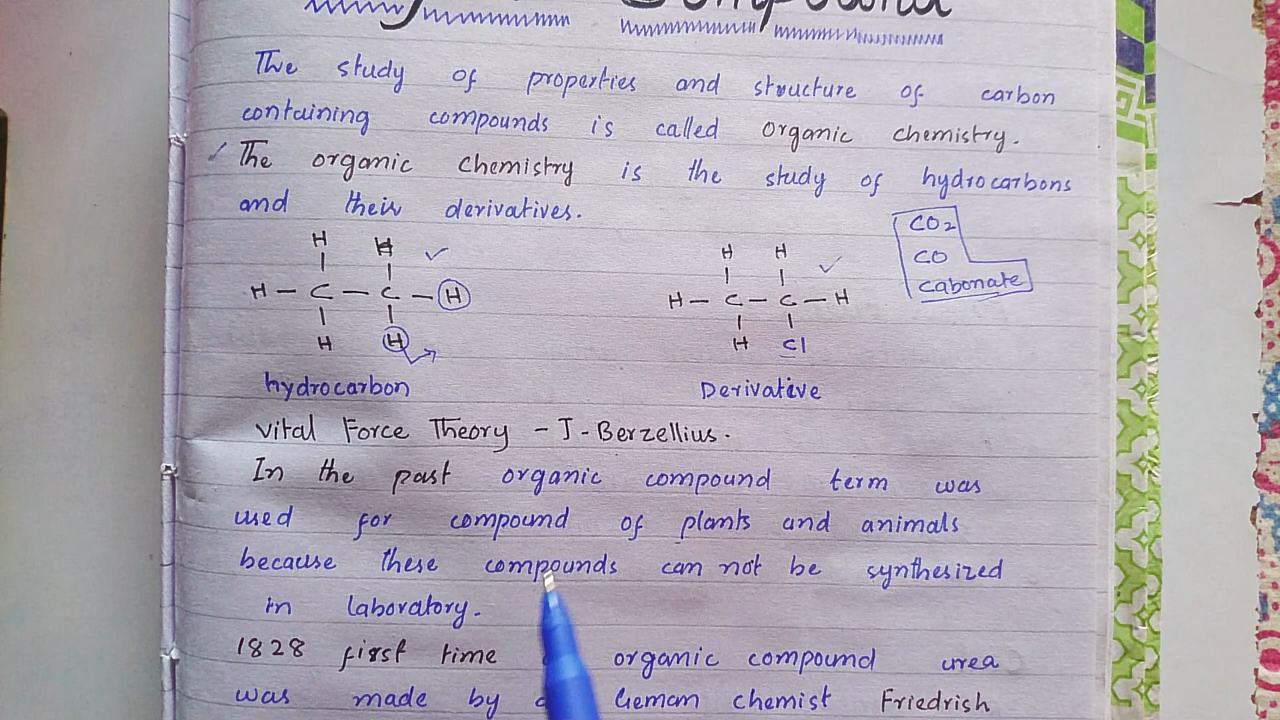 Compound
The study of properties and structure of carbon
containing compounds is called organic chemistry.
The organic chemistry is the study of hydrocarbons
and their derivatives.
CO2
CO
cabonate
H H
H – C – C – H
H H
hydrocarbon
H H
H – C – C – H
H Cl
Derivative
Vital Force Theory – J-Berzellius.
In the past organic compound term was
used for compound of plants and animals
because these compounds can not be synthesized
in laboratory.
1828 first time organic compound urea
was made by German chemist Friedrish